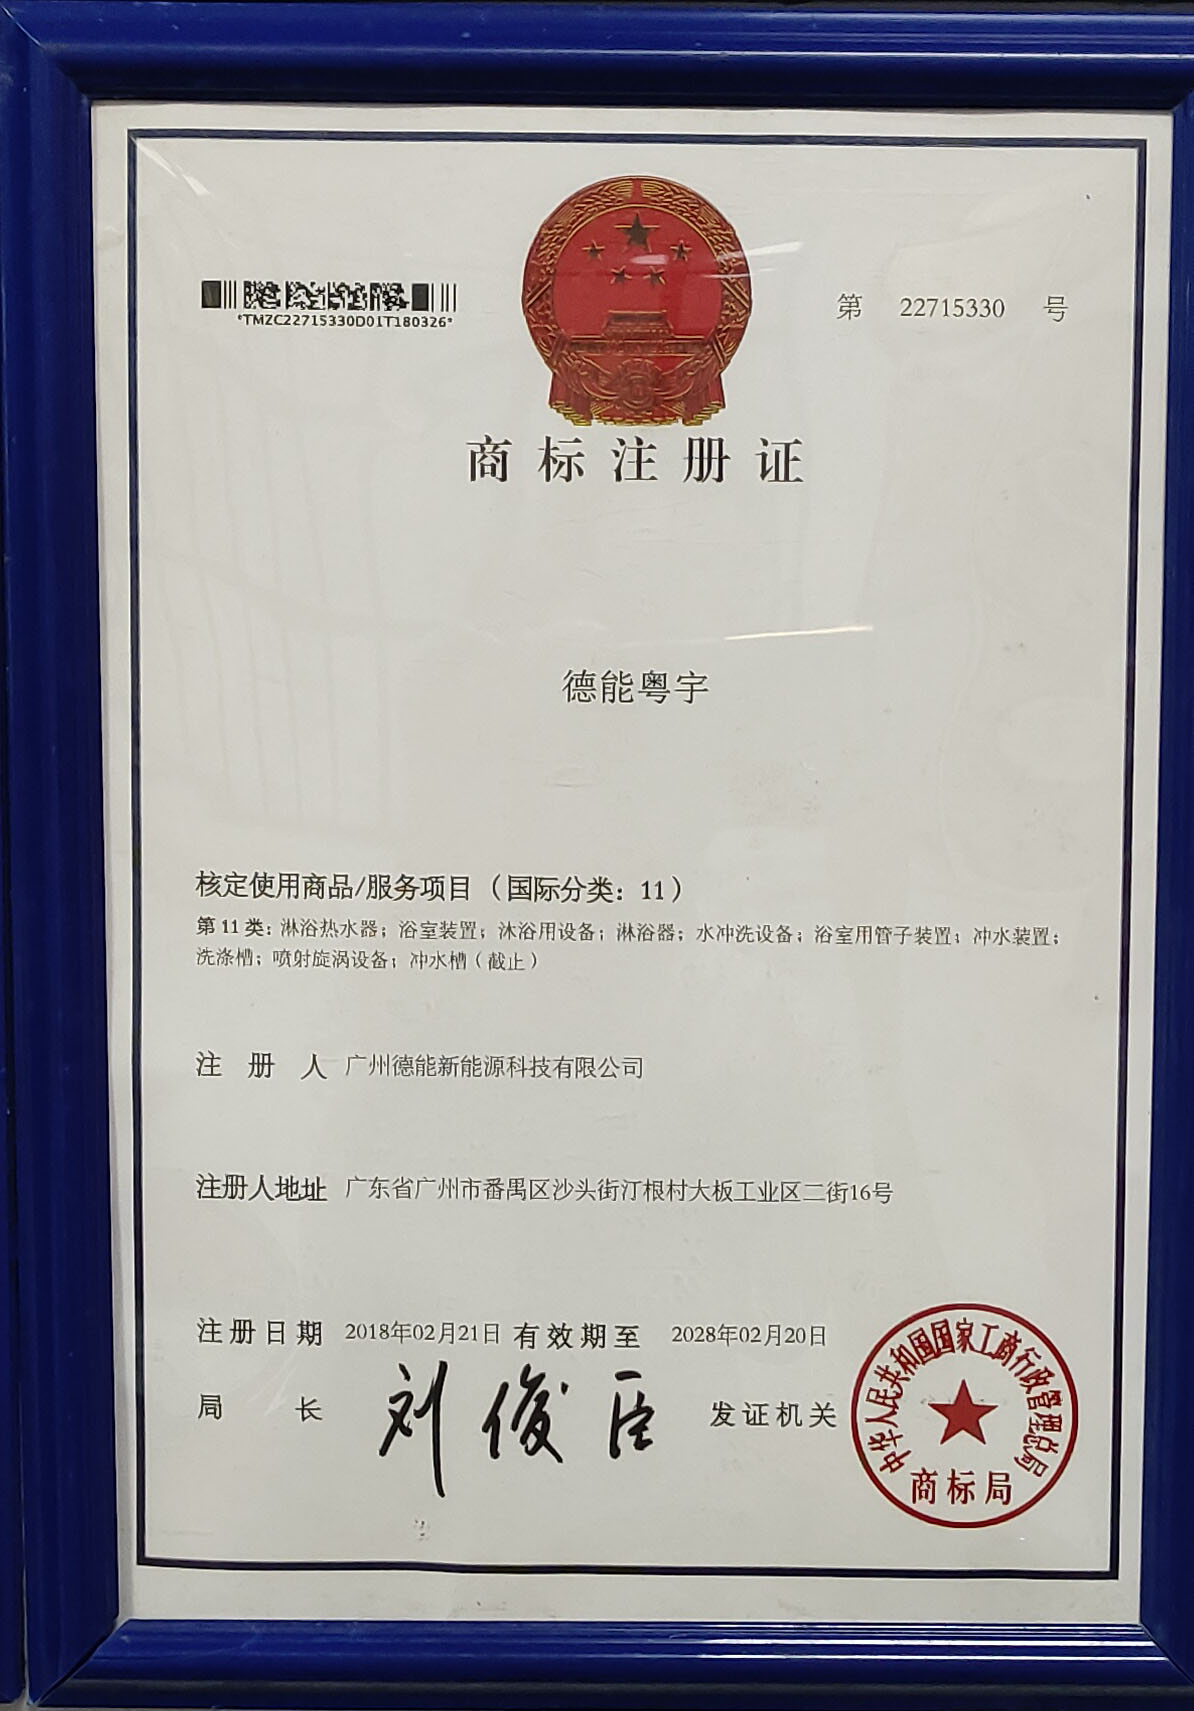 *TMZC22715330D01T180326*
第 22715330 号
商标注册证
德能粤宇
核定使用商品/服务项目（国际分类：11）
第11类：淋浴热水器；浴室装置；沐浴用设备；淋浴器；水冲洗设备；浴室用管子装置；冲水装置；
洗涤槽；喷射旋涡设备；冲水槽（截止）
注册人 广州德能新能源科技有限公司
注册人地址 广东省广州市番禺区沙头街汀根村大板工业区二街16号
注册日期 2018年02月21日 有效期至 2028年02月20日
局长 刘俊臣 发证机关
中华人民共和国国家工商行政管理总局
商标局